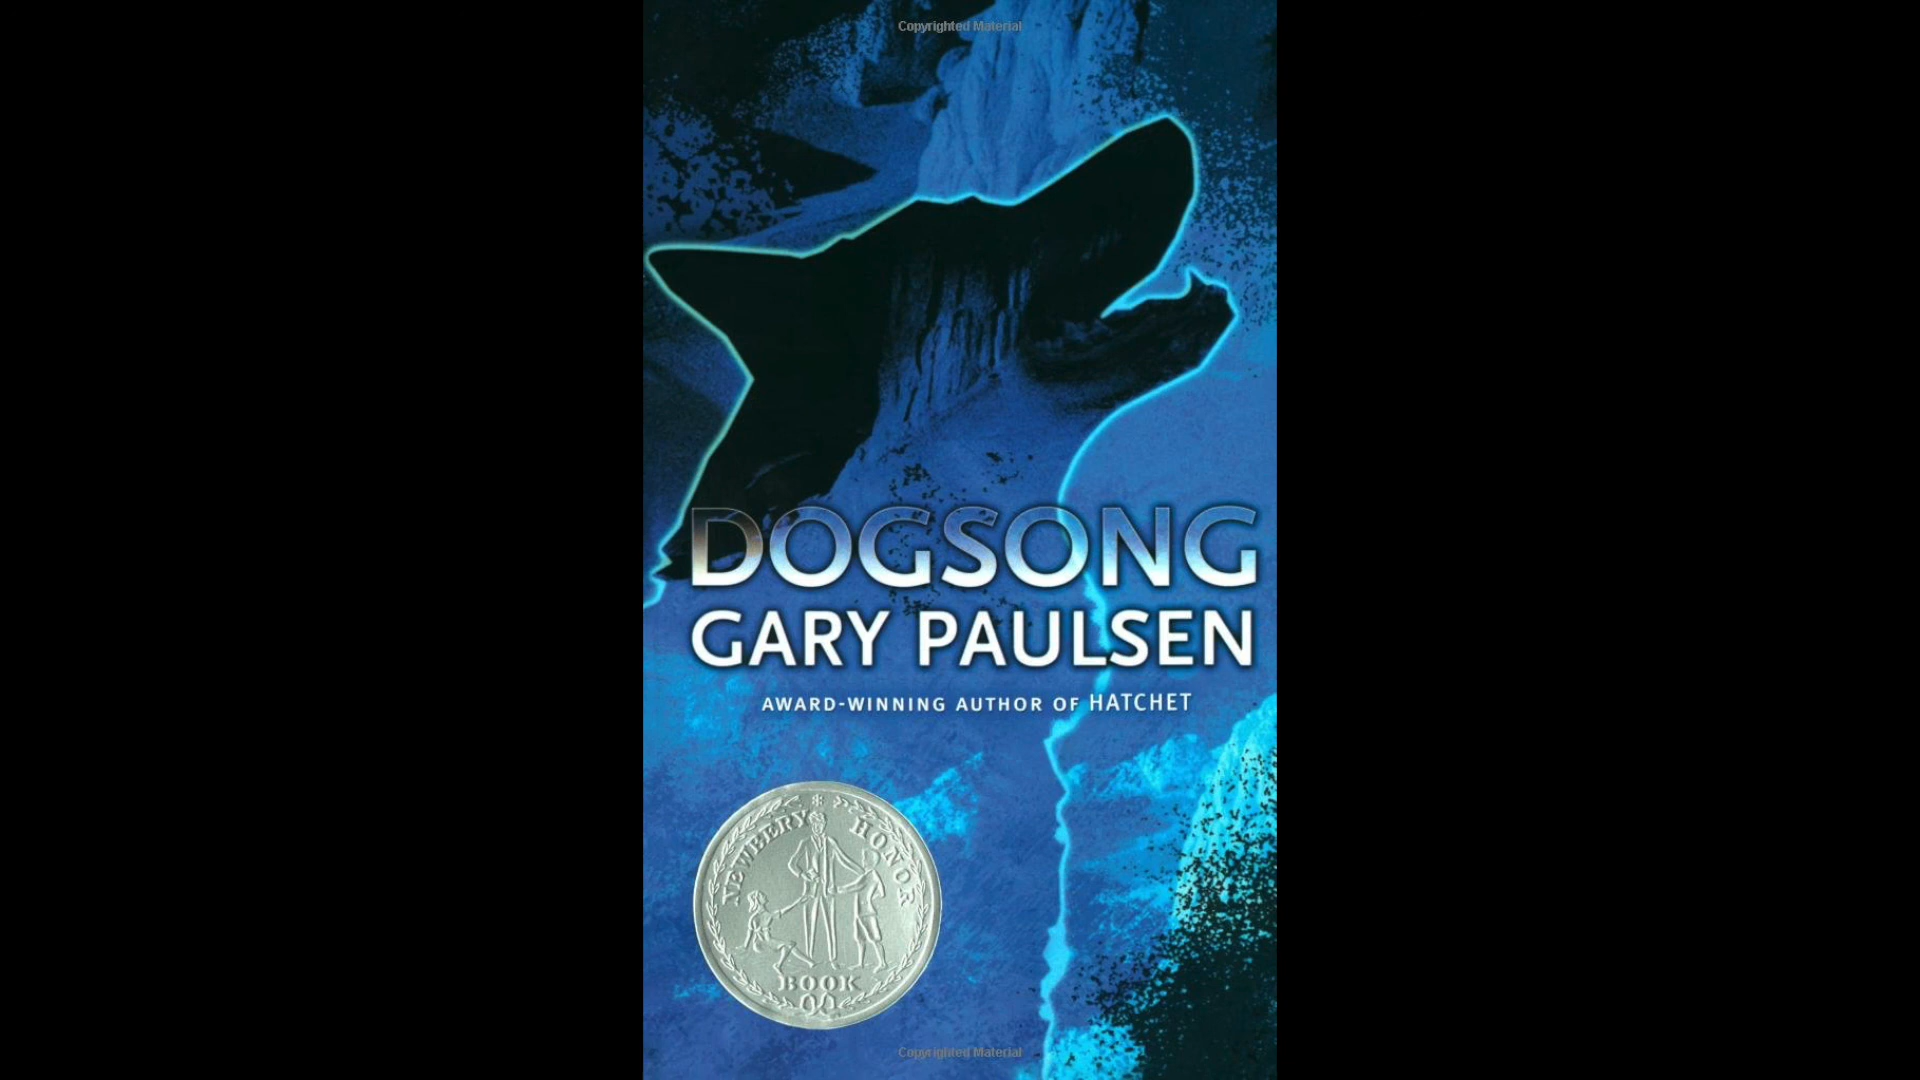 Copyrighted Material
DOGSONG
GARY PAULSEN
AWARD-WINNING AUTHOR OF HATCHET
NEWBERY HONOR
BOOK
Copyrighted Material